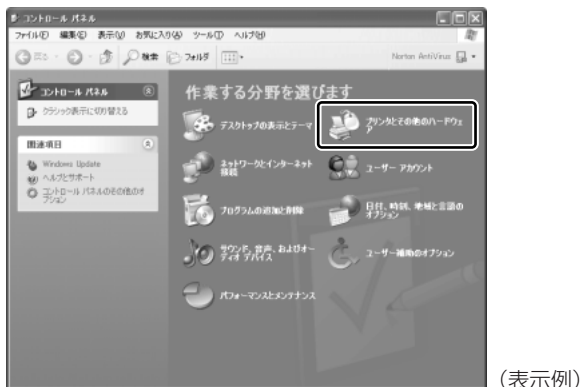 コントロール パネル
ファイル(F) 編集(E) 表示(V) お気に入り(A) ツール(T) ヘルプ(H)
戻る 検索 フォルダ Norton AntiVirus
コントロール パネル
クラシック表示に切り替える
関連項目
Windows Update
ヘルプとサポート
コントロール パネルのその他のオ
プション
作業する分野を選びます
デスクトップの表示とテーマ
プリンタとその他のハードウェ
ア
ネットワークとインターネット
接続
ユーザー アカウント
プログラムの追加と削除
日付、時刻、地域と言語の
オプション
サウンド、音声、およびオー
ディオ デバイス
ユーザー補助のオプション
パフォーマンスとメンテナンス
(表示例)